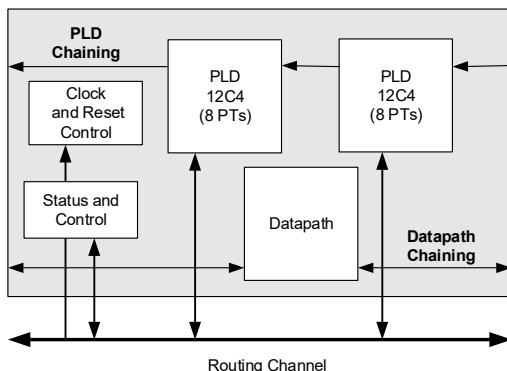 PLD
Chaining
PLD
12C4
(8 PTs)
PLD
12C4
(8 PTs)
Clock
and Reset
Control
Status and
Control
Datapath
Datapath
Chaining
Routing Channel